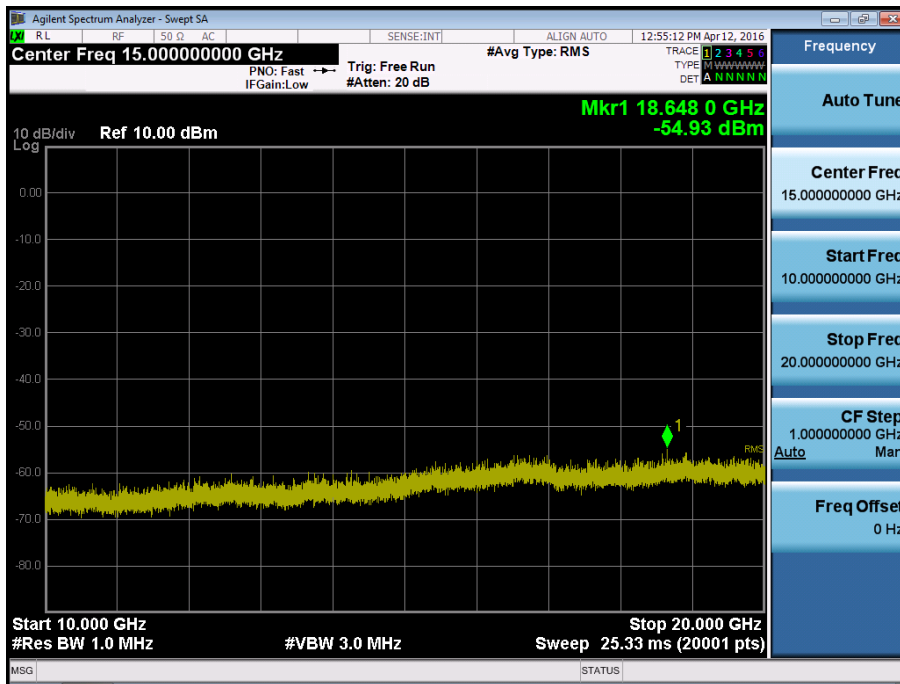 Agilent Spectrum Analyzer - Swept SA
LXI RL RF 50 Ω AC SENSE:INT ALIGN AUTO 12:55:12 PM Apr 12, 2016
Center Freq 15.000000000 GHz
PNO: Fast
IFGain:Low
Trig: Free Run
#Atten: 20 dB
#Avg Type: RMS
TRACE 1 2 3 4 5 6
TYPE M WWWWW
DET A N N N N N
Mkr1 18.648 0 GHz
-54.93 dBm
10 dB/div Ref 10.00 dBm
Log
0.00
-10.0
-20.0
-30.0
-40.0
-50.0
-60.0
-70.0
-80.0
1
RMS
Start 10.000 GHz Stop 20.000 GHz
#Res BW 1.0 MHz #VBW 3.0 MHz Sweep 25.33 ms (20001 pts)
MSG STATUS
Frequency
Auto Tune
Center Freq
15.000000000 GHz
Start Freq
10.000000000 GHz
Stop Freq
20.000000000 GHz
CF Step
1.000000000 GHz
Auto Man
Freq Offset
0 Hz